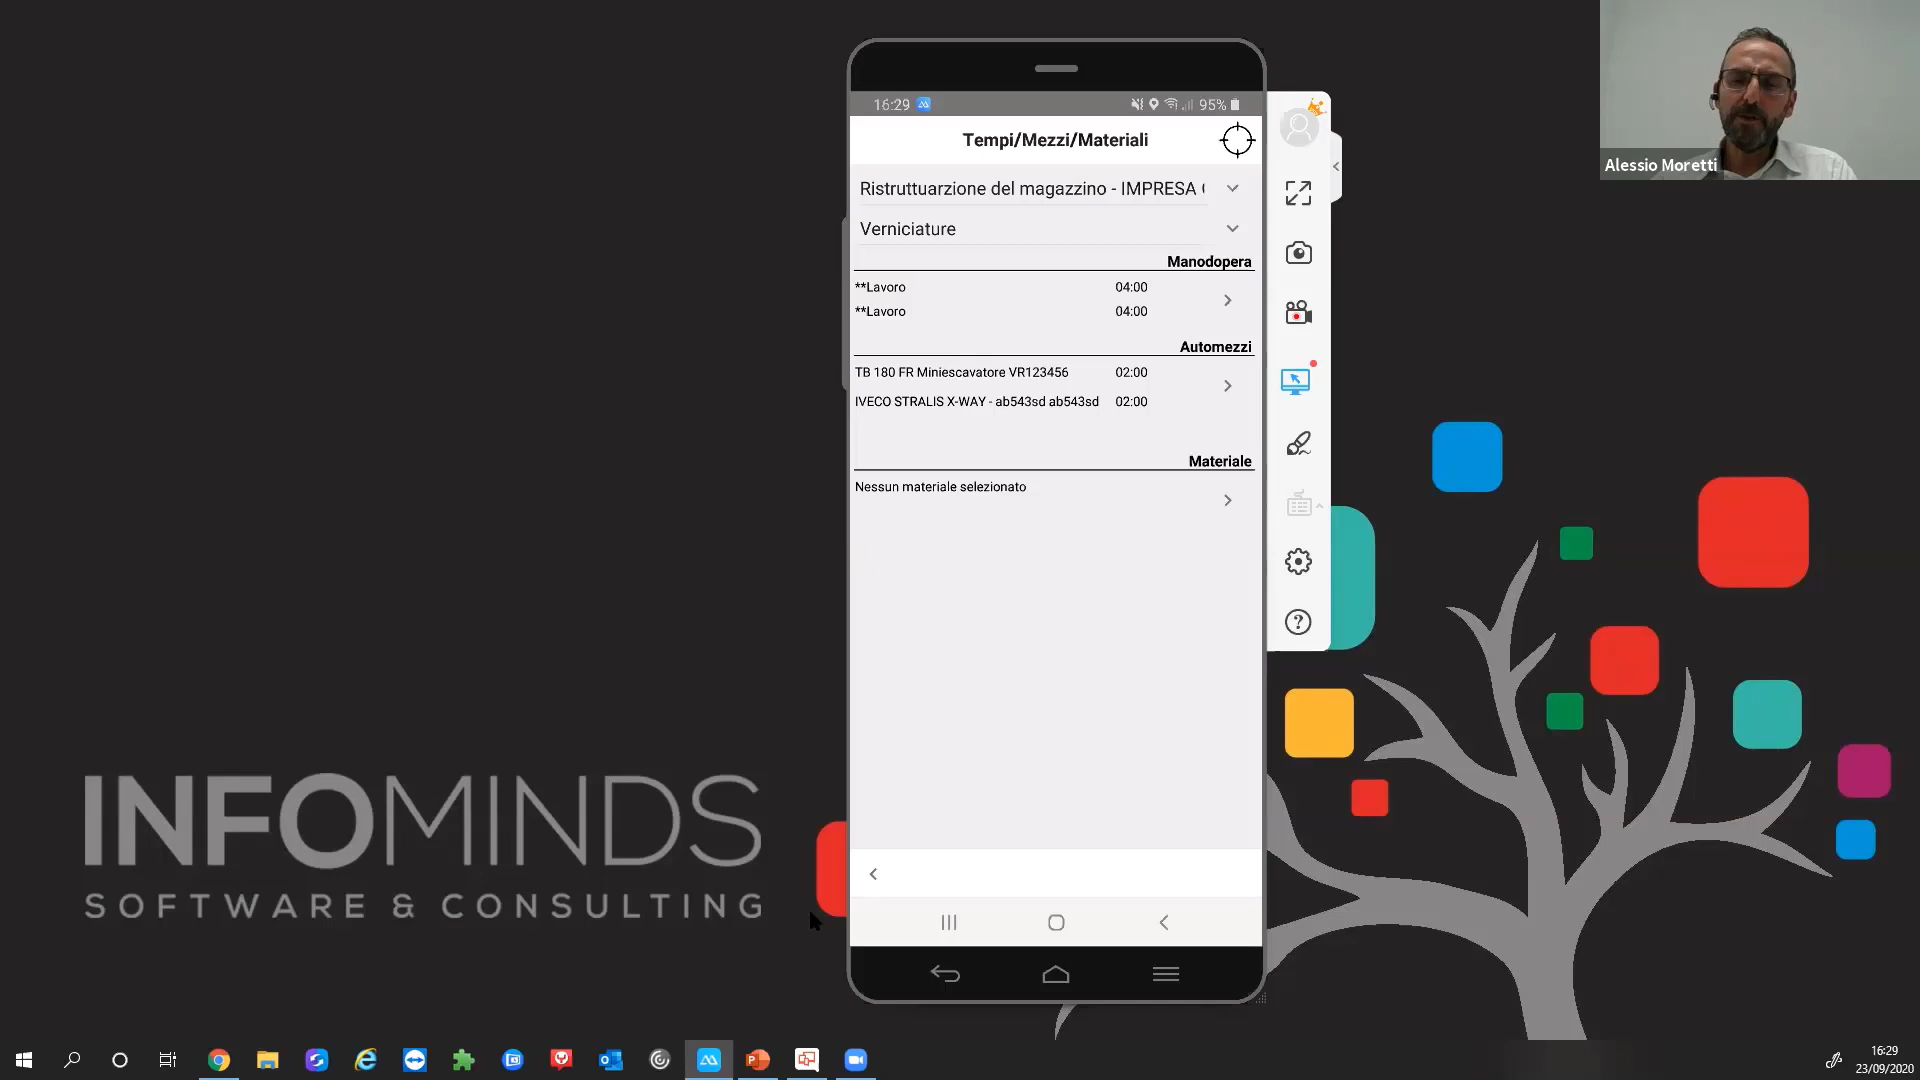 16:29
95%
Tempi/Mezzi/Materiali
Ristruttuarzione del magazzino - IMPRESA
Verniciature
Manodopera
**Lavoro 04:00
**Lavoro 04:00
Automezzi
TB 180 FR Miniescavatore VR123456 02:00
IVECO STRALIS X-WAY - ab543sd ab543sd 02:00
Materiale
Nessun materiale selezionato
Alessio Moretti
INFOMINDS
SOFTWARE & CONSULTING
16:29
23/09/2020